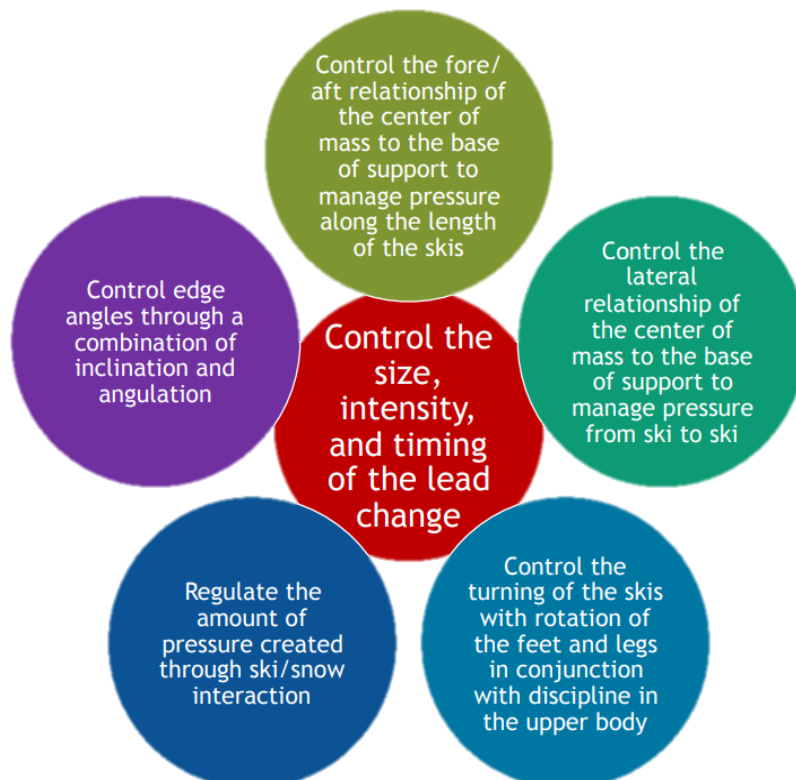 Control the fore/
aft relationship of
the center of
mass to the base
of support to
manage pressure
along the length
of the skis
Control the
lateral
relationship of
the center of
mass to the base
of support to
manage pressure
from ski to ski
Control the
turning of the skis
with rotation of
the feet and legs
in conjunction
with discipline in
the upper body
Regulate the
amount of
pressure created
through ski/snow
interaction
Control edge
angles through a
combination of
inclination and
angulation
Control the
size,
intensity,
and timing
of the lead
change